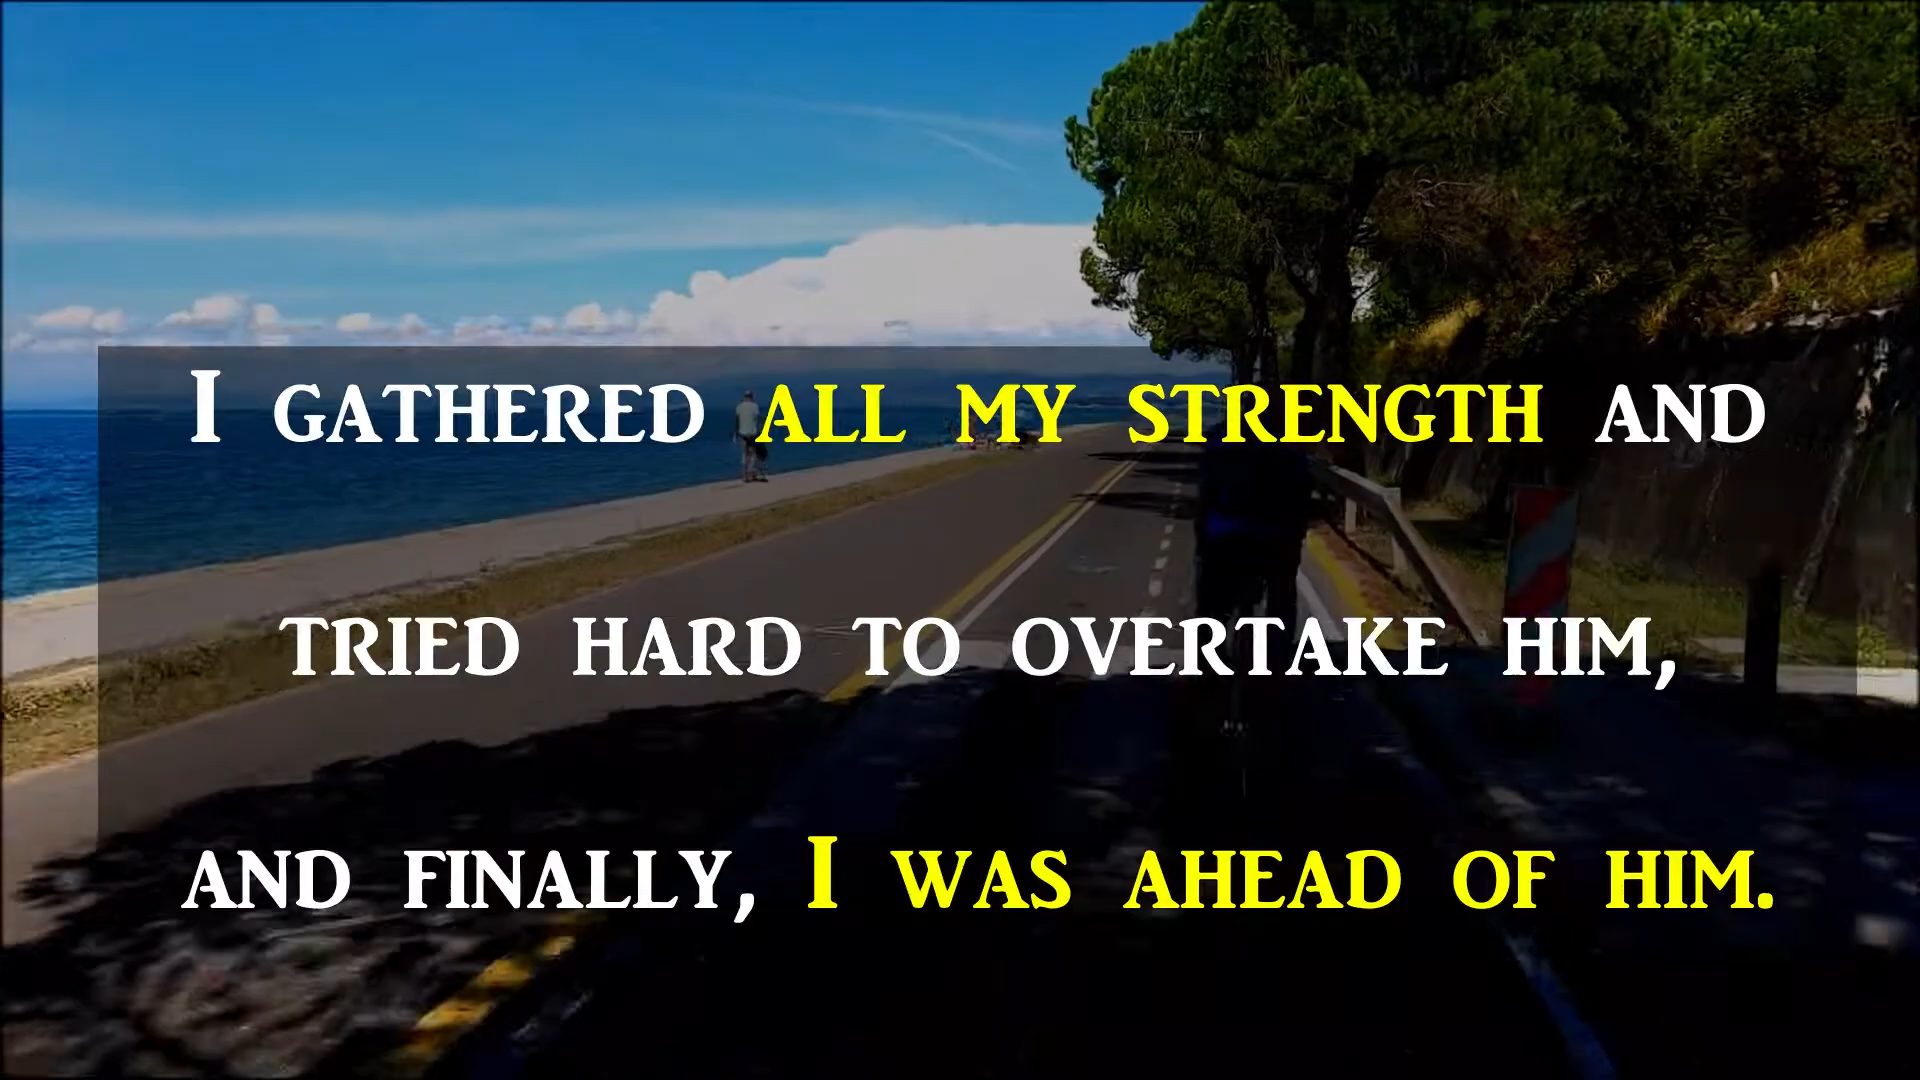 I GATHERED ALL MY STRENGTH AND
TRIED HARD TO OVERTAKE HIM,
AND FINALLY, I WAS AHEAD OF HIM.